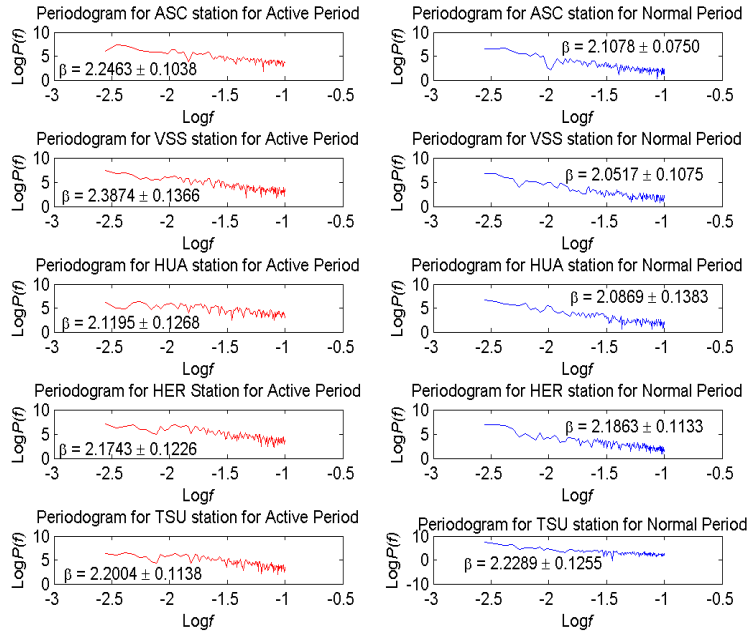 Periodogram for ASC station for Active Period
LogP(f)
10
5
0
β = 2.2463 ± 0.1038
-3 -2.5 -2 -1.5 -1 -0.5
Logf
Periodogram for ASC station for Normal Period
LogP(f)
10
5
0
β = 2.1078 ± 0.0750
-3 -2.5 -2 -1.5 -1 -0.5
Logf
Periodogram for VSS station for Active Period
LogP(f)
10
5
0
β = 2.3874 ± 0.1366
-3 -2.5 -2 -1.5 -1 -0.5
Logf
Periodogram for VSS station for Normal Period
LogP(f)
10
5
0
β = 2.0517 ± 0.1075
-3 -2.5 -2 -1.5 -1 -0.5
Logf
Periodogram for HUA station for Active Period
LogP(f)
10
5
0
β = 2.1195 ± 0.1268
-3 -2.5 -2 -1.5 -1 -0.5
Logf
Periodogram for HUA station for Normal Period
LogP(f)
10
5
0
β = 2.0869 ± 0.1383
-3 -2.5 -2 -1.5 -1 -0.5
Logf
Periodogram for HER Station for Active Period
LogP(f)
10
5
0
β = 2.1743 ± 0.1226
-3 -2.5 -2 -1.5 -1 -0.5
Logf
Periodogram for HER station for Normal Period
LogP(f)
10
5
0
β = 2.1863 ± 0.1133
-3 -2.5 -2 -1.5 -1 -0.5
Logf
Periodogram for TSU station for Active Period
LogP(f)
10
5
0
β = 2.2004 ± 0.1138
-3 -2.5 -2 -1.5 -1 -0.5
Logf
Periodogram for TSU station for Normal Period
LogP(f)
10
0
-10
β = 2.2289 ± 0.1255
-3 -2.5 -2 -1.5 -1 -0.5
Logf